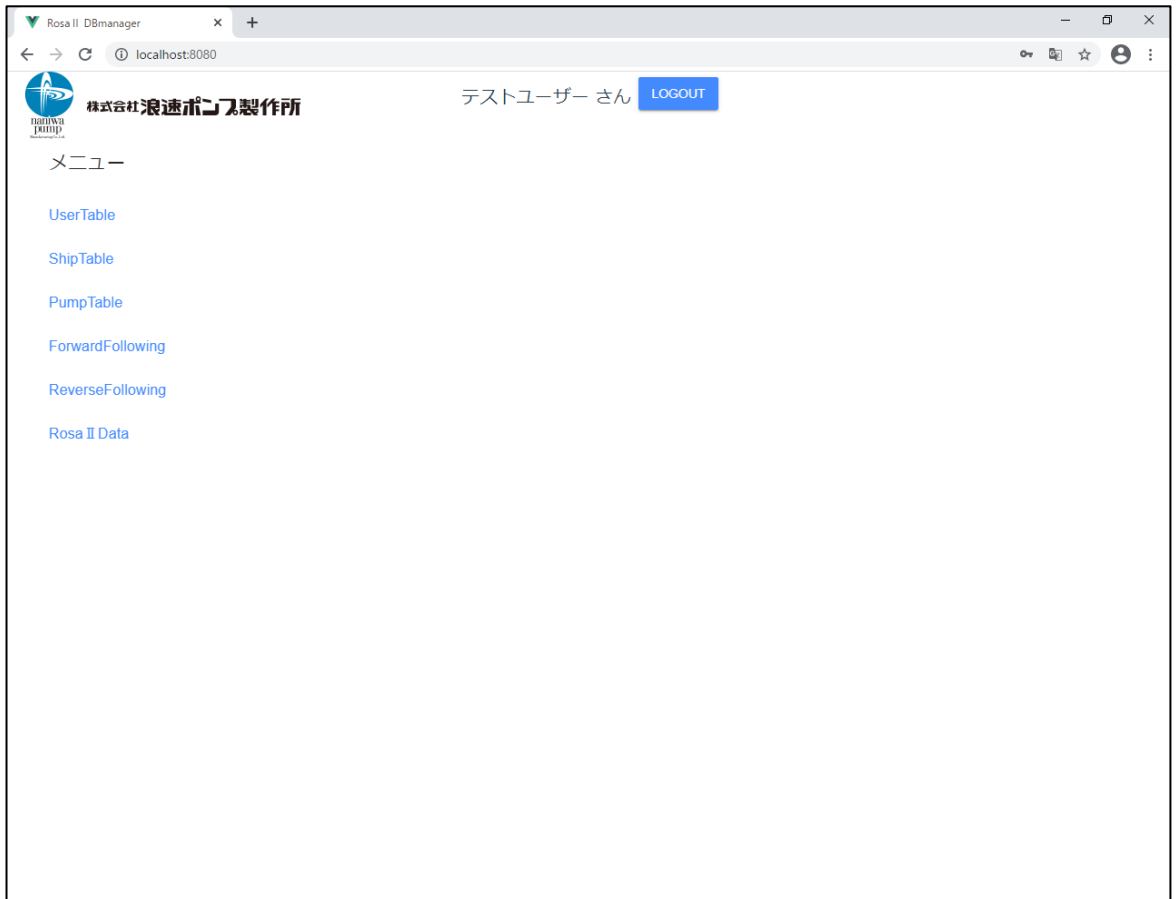 Rosa II DBmanager
localhost:8080
naniwa
pump
株式会社浪速ポンプ製作所
テストユーザー さん LOGOUT
メニュー
UserTable
ShipTable
PumpTable
ForwardFollowing
ReverseFollowing
Rosa Ⅱ Data